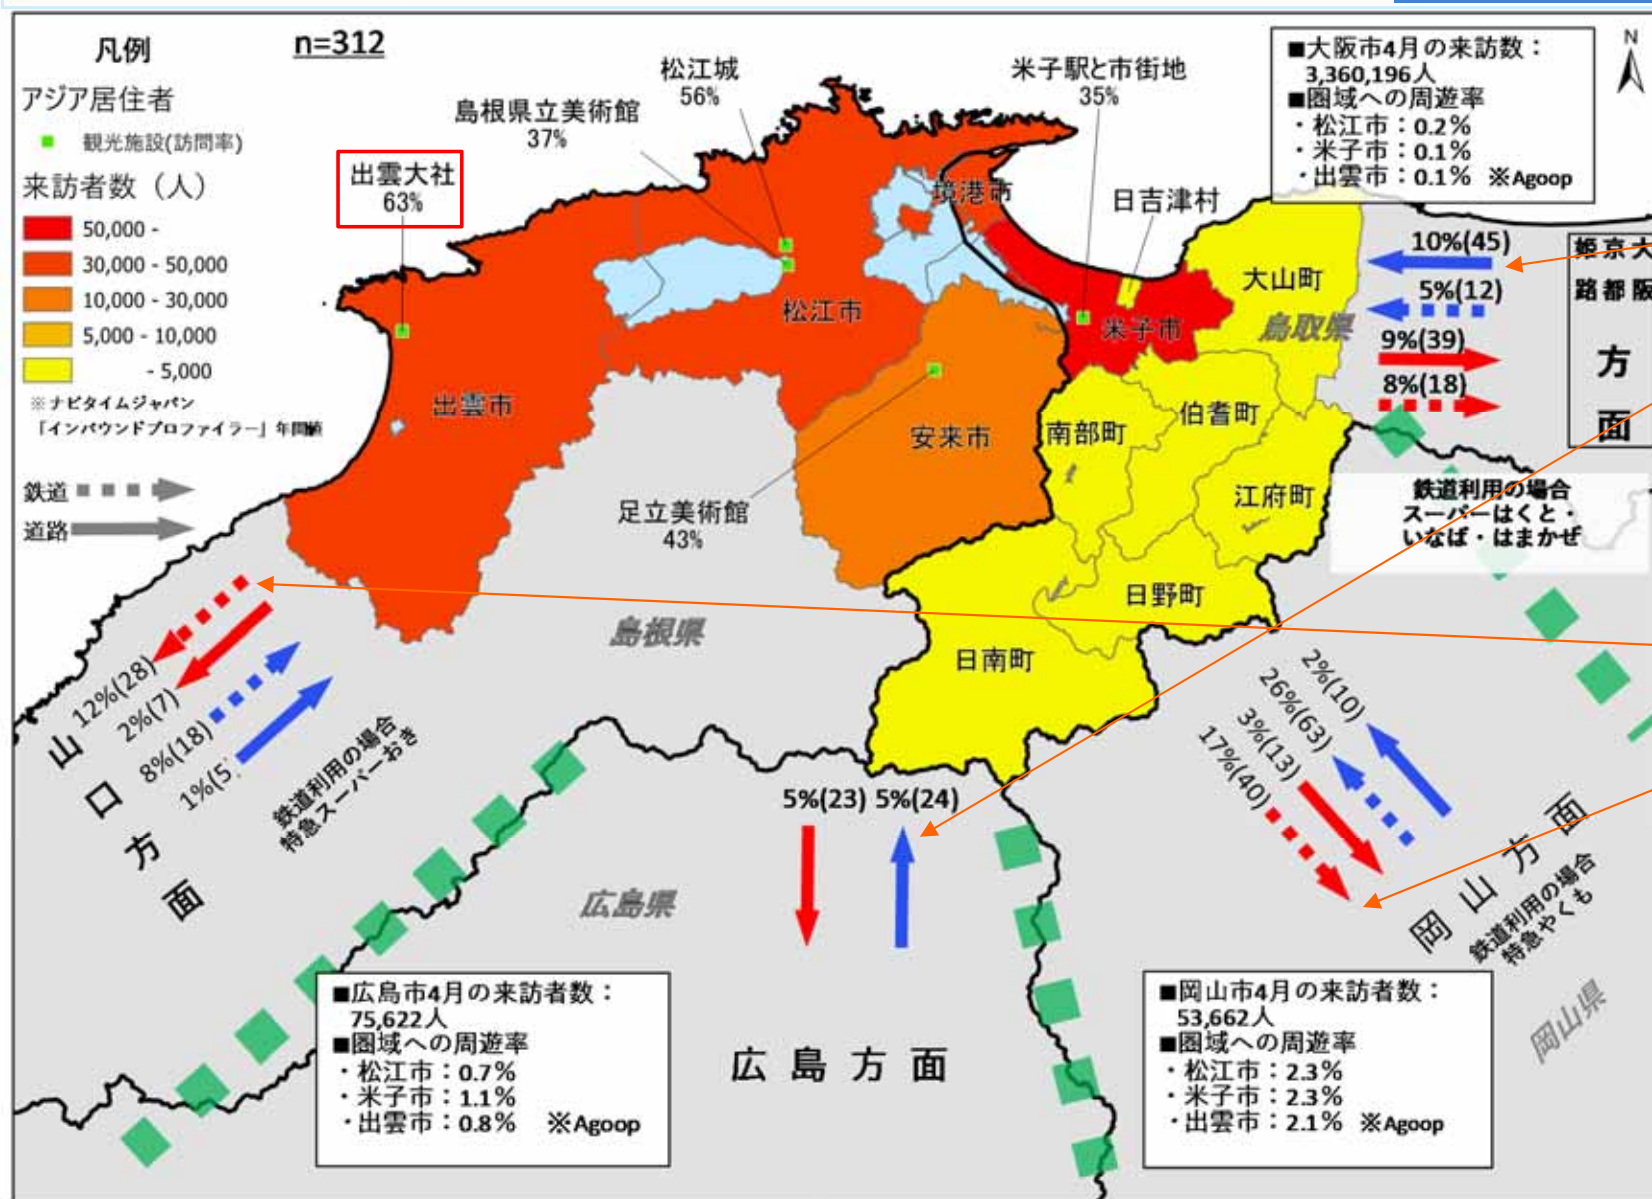 凡例
n=312
アジア居住者
観光施設(訪問率)
来訪者数（人）
50,000 -
30,000 - 50,000
10,000 - 30,000
5,000 - 10,000
- 5,000
※ナビタイムジャパン
「インバウンドプロファイラー」年間値
鉄道
道路
出雲大社
63%
島根県立美術館
37%
松江城
56%
米子駅と市街地
35%
足立美術館
43%
境港市
日吉津村
大山町
鳥取県
米子市
松江市
出雲市
安来市
南部町
伯耆町
江府町
日野町
日南町
島根県
広島県
岡山県
■大阪市4月の来訪数：
3,360,196人
■圏域への周遊率
・松江市：0.2%
・米子市：0.1%
・出雲市：0.1% ※Agoop
N
10%(45)
5%(12)
9%(39)
8%(18)
姫京大
路都阪
方
面
鉄道利用の場合
スーパーはくと・
いなば・はまかぜ
12%(28)
2%(7)
8%(18)
1%(5
山口方面
鉄道利用の場合
特急スーパーおき
5%(23) 5%(24)
広島方面
2%(10)
26%(63)
3%(13)
17%(40)
岡山方面
鉄道利用の場合
特急やくも
■広島市4月の来訪者数：
75,622人
■圏域への周遊率
・松江市：0.7%
・米子市：1.1%
・出雲市：0.8% ※Agoop
■岡山市4月の来訪者数：
53,662人
■圏域への周遊率
・松江市：2.3%
・米子市：2.3%
・出雲市：2.1% ※Agoop